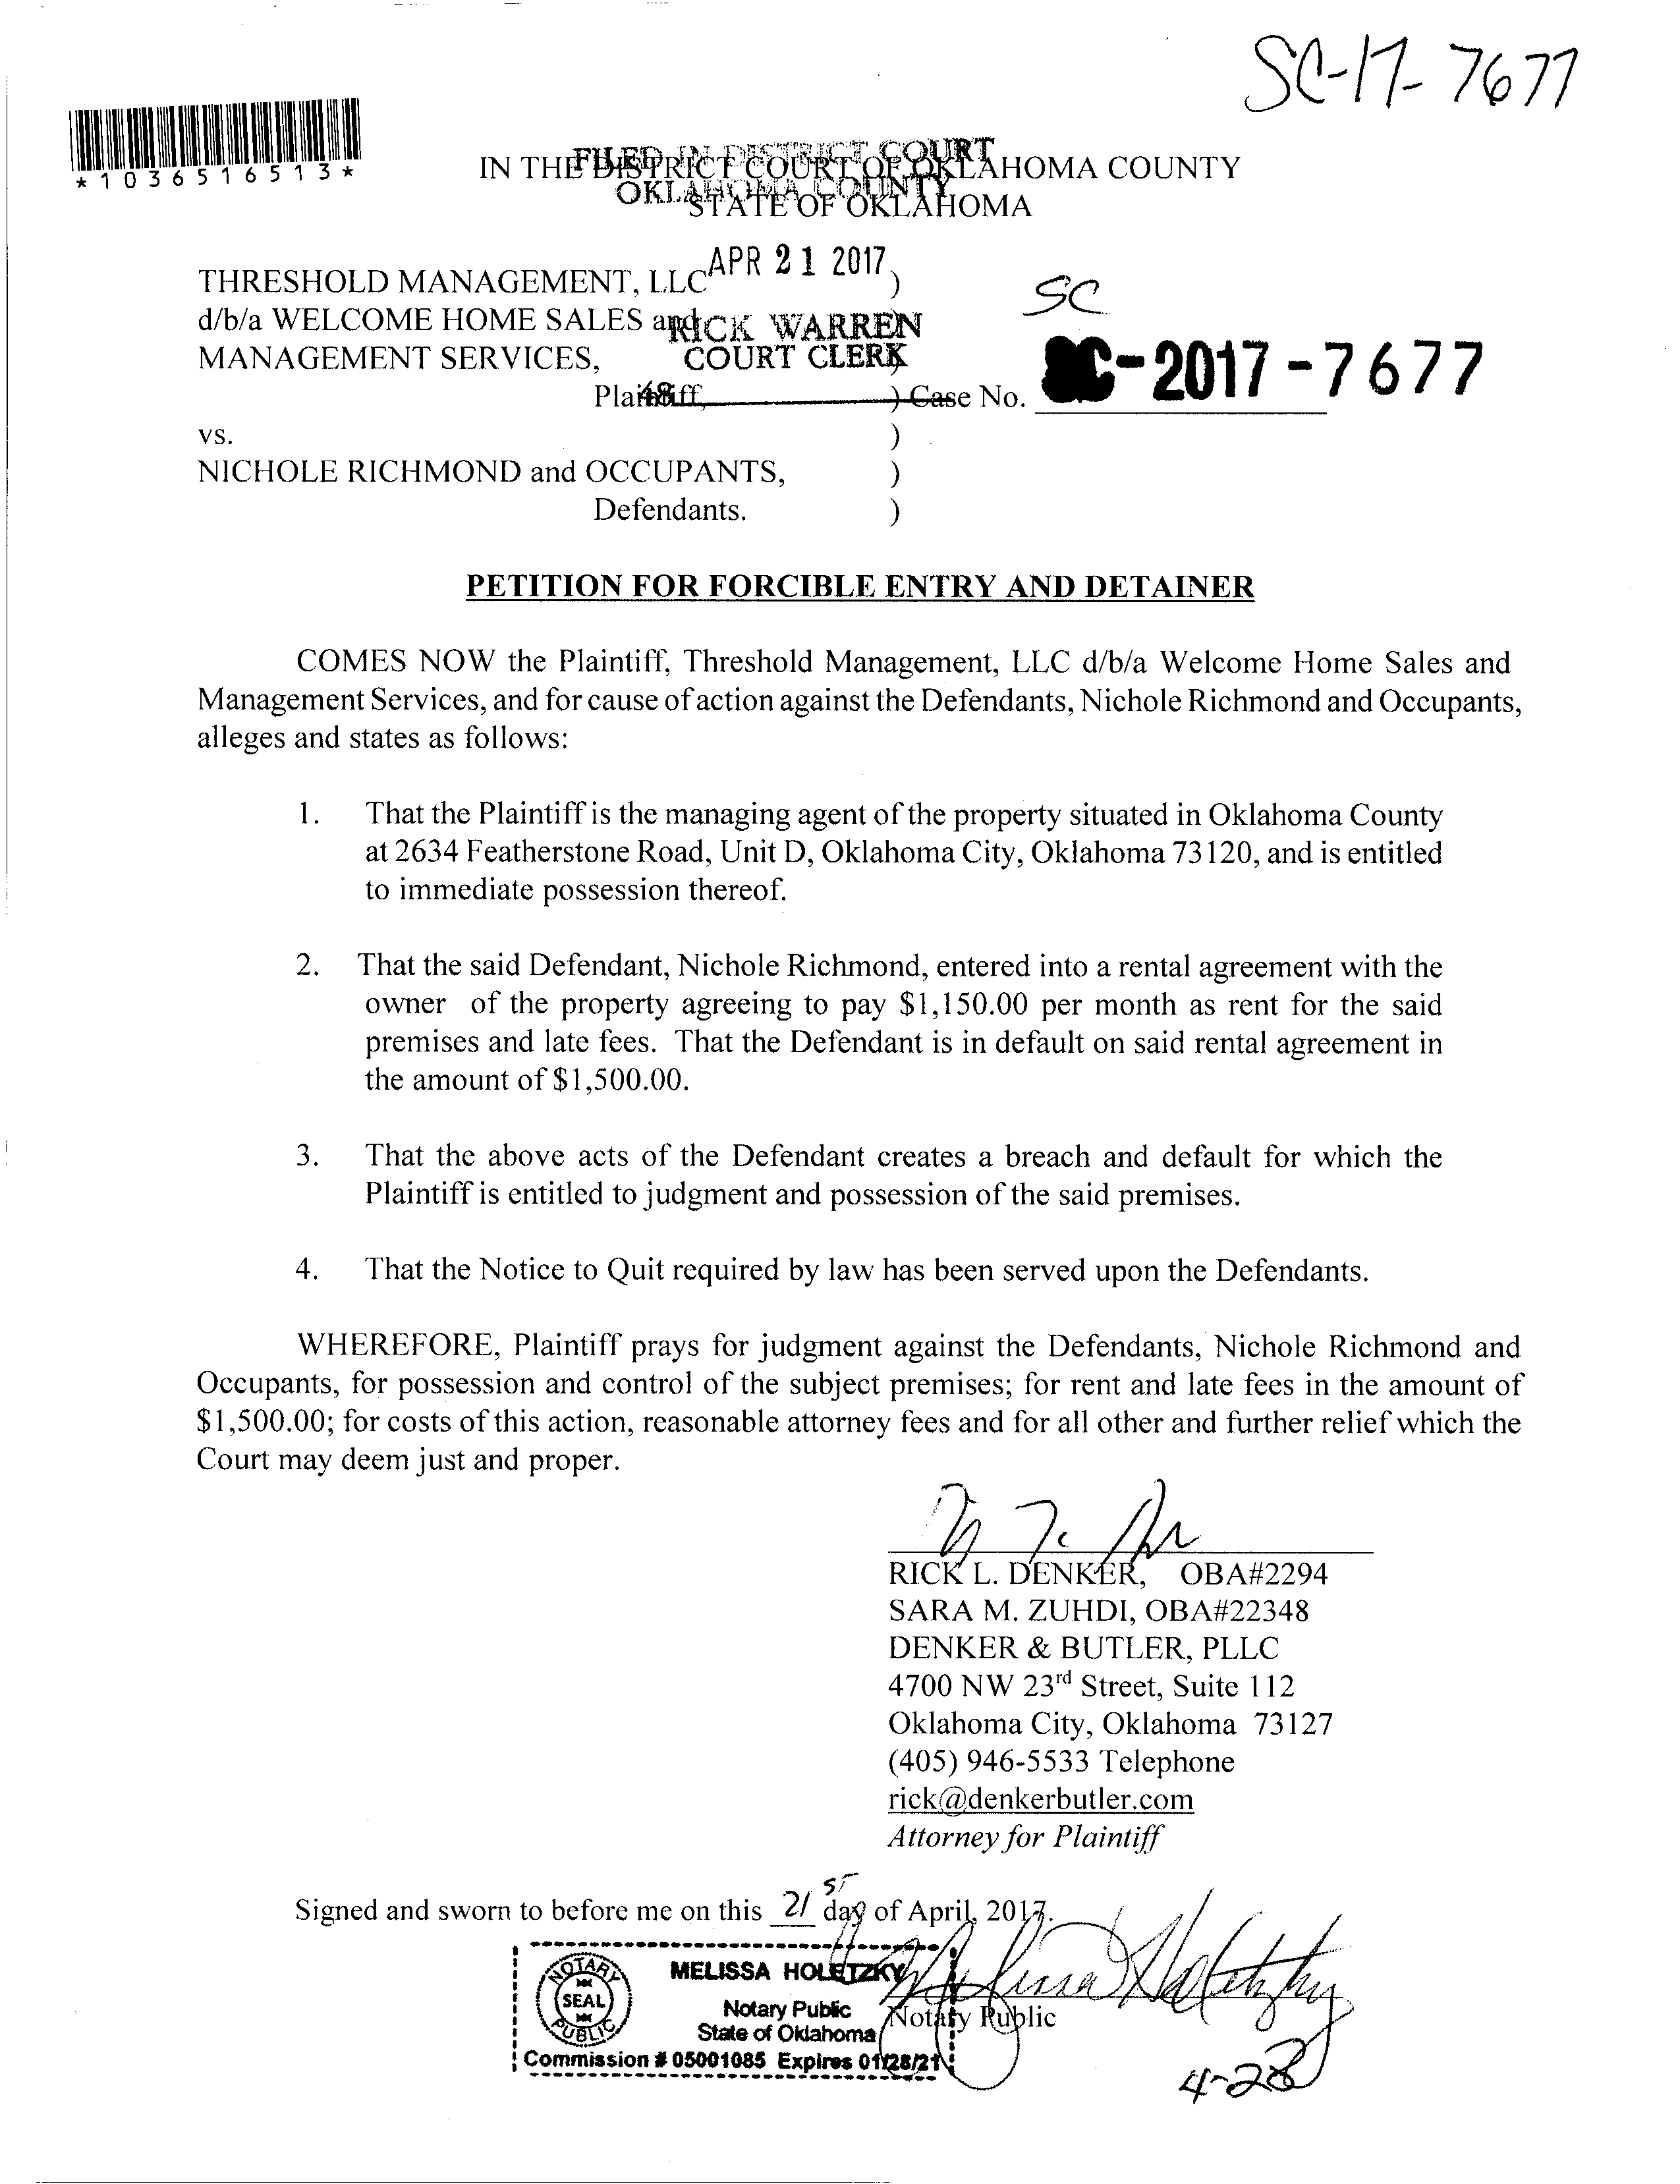 SC-17-7677
*1036516513*
IN THE DISTRICT COURT OF OKLAHOMA COUNTY
STATE OF OKLAHOMA
FILED IN DISTRICT COURT
OKLAHOMA COUNTY
APR 21 2017
RICK WARREN
COURT CLERK
48
THRESHOLD MANAGEMENT, LLC )
d/b/a WELCOME HOME SALES and
MANAGEMENT SERVICES, )
Plaintiff, ) Case No.
SC
C-2017-7677
vs. )
NICHOLE RICHMOND and OCCUPANTS, )
Defendants. )
PETITION FOR FORCIBLE ENTRY AND DETAINER
COMES NOW the Plaintiff, Threshold Management, LLC d/b/a Welcome Home Sales and
Management Services, and for cause of action against the Defendants, Nichole Richmond and Occupants,
alleges and states as follows:
1. That the Plaintiff is the managing agent of the property situated in Oklahoma County
at 2634 Featherstone Road, Unit D, Oklahoma City, Oklahoma 73120, and is entitled
to immediate possession thereof.
2. That the said Defendant, Nichole Richmond, entered into a rental agreement with the
owner of the property agreeing to pay $1,150.00 per month as rent for the said
premises and late fees. That the Defendant is in default on said rental agreement in
the amount of $1,500.00.
3. That the above acts of the Defendant creates a breach and default for which the
Plaintiff is entitled to judgment and possession of the said premises.
4. That the Notice to Quit required by law has been served upon the Defendants.
WHEREFORE, Plaintiff prays for judgment against the Defendants, Nichole Richmond and
Occupants, for possession and control of the subject premises; for rent and late fees in the amount of
$1,500.00; for costs of this action, reasonable attorney fees and for all other and further relief which the
Court may deem just and proper.
RICK L. DENKER, OBA#2294
SARA M. ZUHDI, OBA#22348
DENKER & BUTLER, PLLC
4700 NW 23rd Street, Suite 112
Oklahoma City, Oklahoma 73127
(405) 946-5533 Telephone
rick@denkerbutler.com
Attorney for Plaintiff
Signed and sworn to before me on this 21 ST day of April, 2017.
Melissa Holetzky
Notary Public
NOTARY SEAL PUBLIC
MELISSA HOLETZKY
Notary Public
State of Oklahoma
Commission # 05001085 Expires 01/28/21
4-28